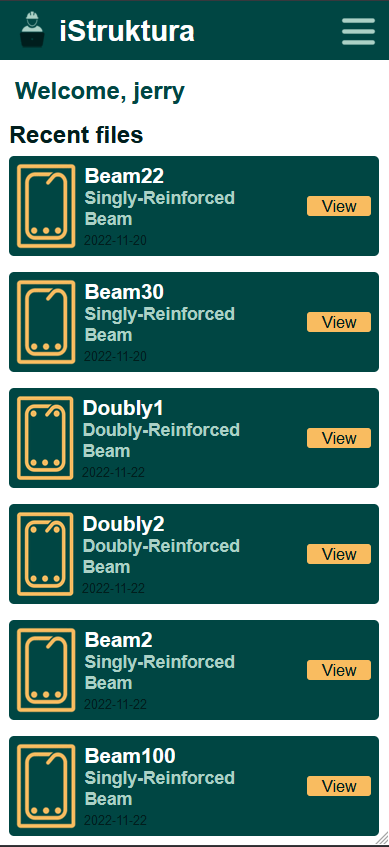 iStruktura
Welcome, jerry
Recent files
Beam22
Singly-Reinforced
Beam
2022-11-20
View
Beam30
Singly-Reinforced
Beam
2022-11-20
View
Doubly1
Doubly-Reinforced
Beam
2022-11-22
View
Doubly2
Doubly-Reinforced
Beam
2022-11-22
View
Beam2
Singly-Reinforced
Beam
2022-11-22
View
Beam100
Singly-Reinforced
Beam
2022-11-22
View